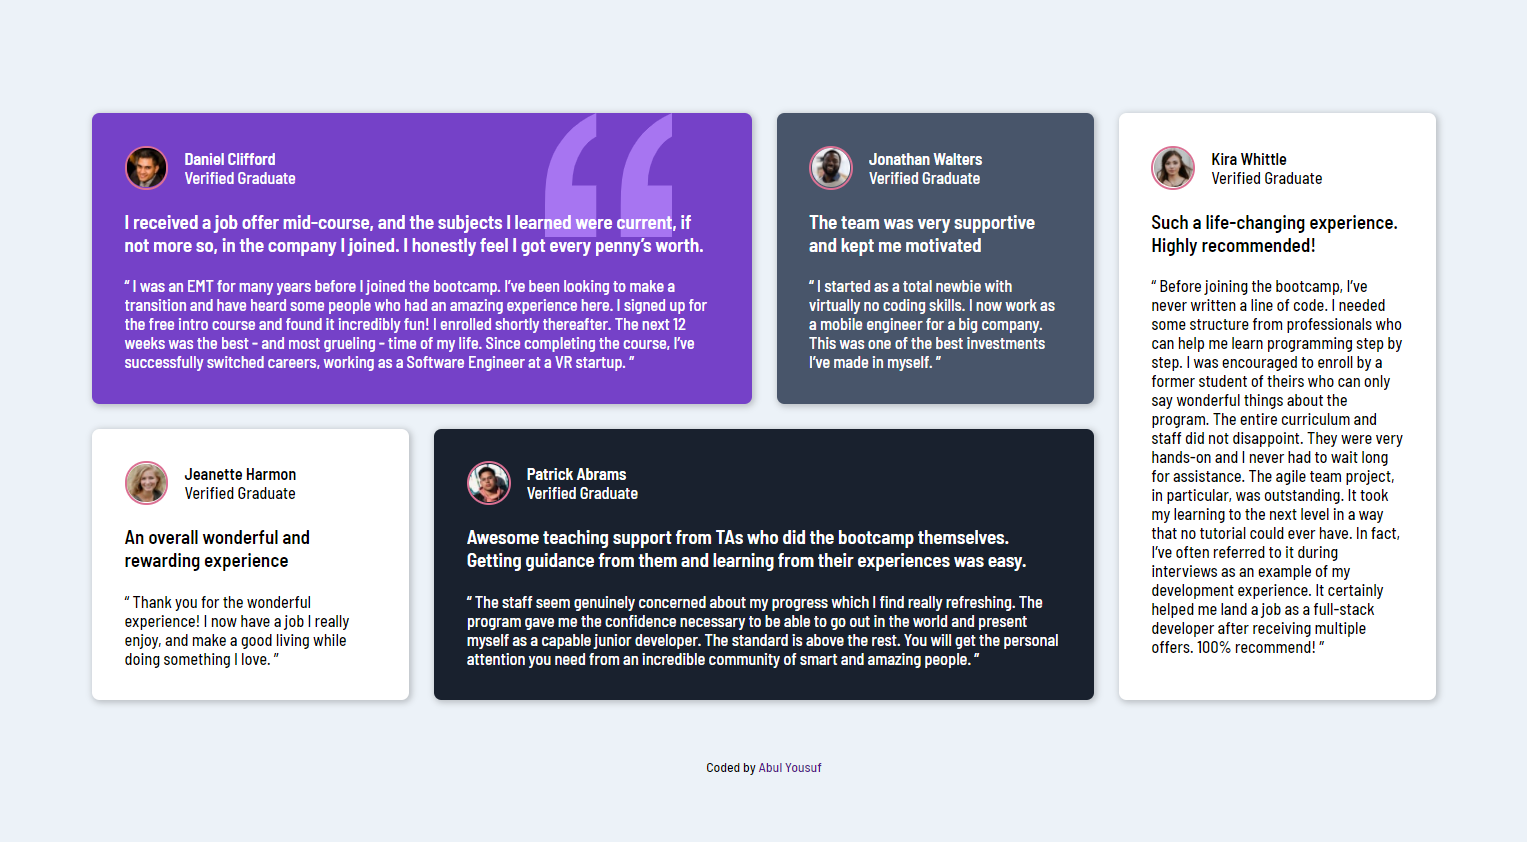 Daniel Clifford
Verified Graduate
I received a job offer mid-course, and the subjects I learned were current, if
not more so, in the company I joined. I honestly feel I got every penny’s worth.
“ I was an EMT for many years before I joined the bootcamp. I’ve been looking to make a
transition and have heard some people who had an amazing experience here. I signed up for
the free intro course and found it incredibly fun! I enrolled shortly thereafter. The next 12
weeks was the best - and most grueling - time of my life. Since completing the course, I’ve
successfully switched careers, working as a Software Engineer at a VR startup. ”
Jonathan Walters
Verified Graduate
The team was very supportive
and kept me motivated
“ I started as a total newbie with
virtually no coding skills. I now work as
a mobile engineer for a big company.
This was one of the best investments
I’ve made in myself. ”
Kira Whittle
Verified Graduate
Such a life-changing experience.
Highly recommended!
“ Before joining the bootcamp, I’ve
never written a line of code. I needed
some structure from professionals who
can help me learn programming step by
step. I was encouraged to enroll by a
former student of theirs who can only
say wonderful things about the
program. The entire curriculum and
staff did not disappoint. They were very
hands-on and I never had to wait long
for assistance. The agile team project,
in particular, was outstanding. It took
my learning to the next level in a way
that no tutorial could ever have. In fact,
I’ve often referred to it during
interviews as an example of my
development experience. It certainly
helped me land a job as a full-stack
developer after receiving multiple
offers. 100% recommend! ”
Jeanette Harmon
Verified Graduate
An overall wonderful and
rewarding experience
“ Thank you for the wonderful
experience! I now have a job I really
enjoy, and make a good living while
doing something I love. ”
Patrick Abrams
Verified Graduate
Awesome teaching support from TAs who did the bootcamp themselves.
Getting guidance from them and learning from their experiences was easy.
“ The staff seem genuinely concerned about my progress which I find really refreshing. The
program gave me the confidence necessary to be able to go out in the world and present
myself as a capable junior developer. The standard is above the rest. You will get the personal
attention you need from an incredible community of smart and amazing people. ”
Coded by Abul Yousuf